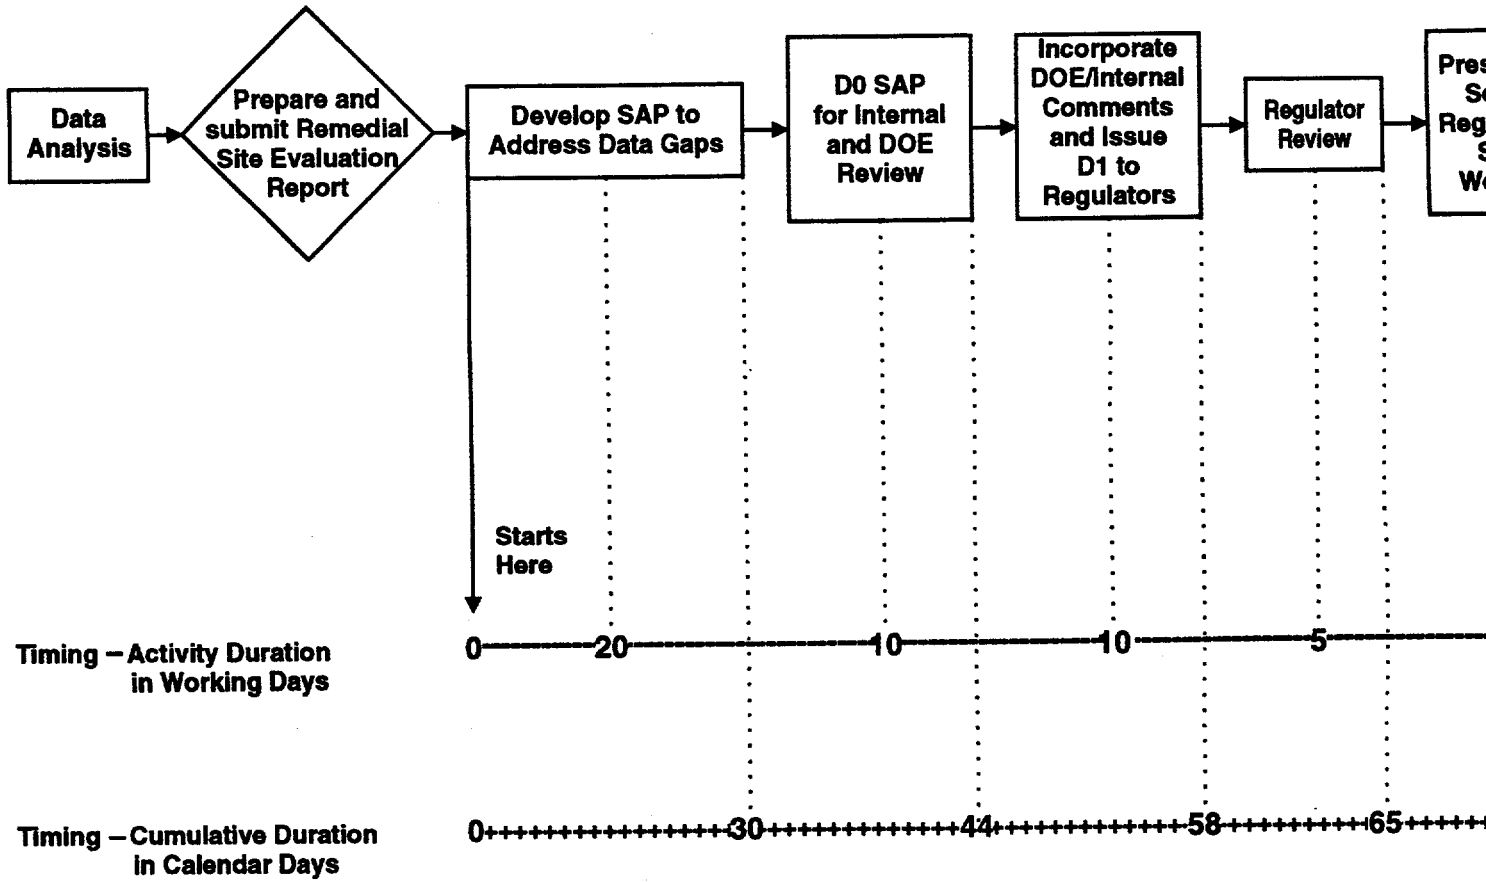 Data
Analysis
Prepare and
submit Remedial
Site Evaluation
Report
Develop SAP to
Address Data Gaps
D0 SAP
for Internal
and DOE
Review
Incorporate
DOE/Internal
Comments
and Issue
D1 to
Regulators
Regulator
Review
Starts
Here
Timing – Activity Duration
in Working Days
0 20 10 10 5
Timing – Cumulative Duration
in Calendar Days
0 30 44 58 65